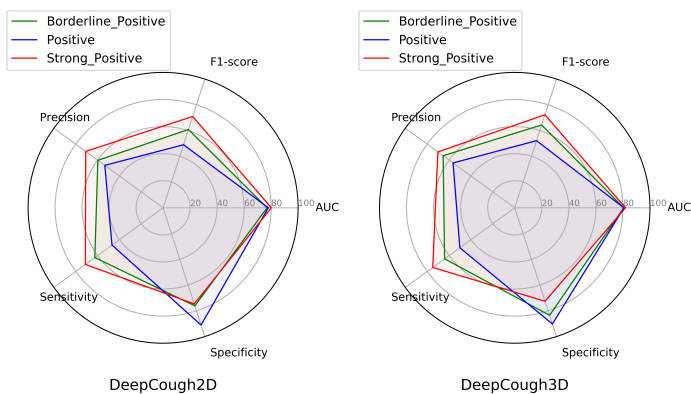 Borderline_Positive
Positive
Strong_Positive
F1-score
Precision
20 40 60 80 100
AUC
Sensitivity
Specificity
DeepCough2D
Borderline_Positive
Positive
Strong_Positive
F1-score
Precision
20 40 60 80 100
AUC
Sensitivity
Specificity
DeepCough3D